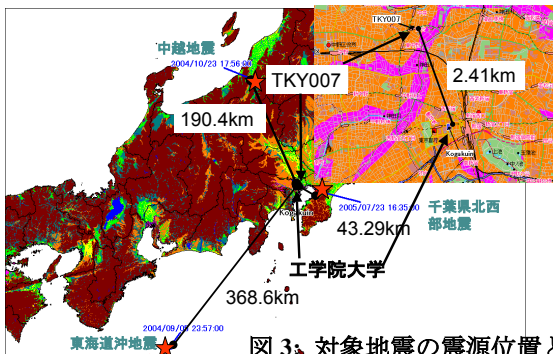 中越地震
2004/10/23 17:56:00
TKY007
TKY007
2.41km
190.4km
Kogakuin
Kogakuin
2005/07/23 16:35:00
千葉県北西
部地震
43.29km
工学院大学
368.6km
2004/09/05 23:57:00
東海道沖地震
図 3: 対象地震の震源位置と